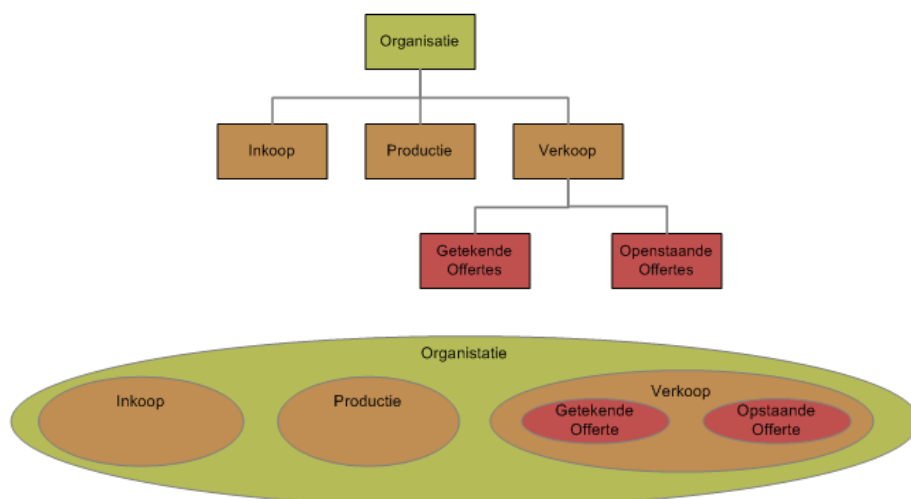 Organisatie
Inkoop
Productie
Verkoop
Getekende
Offertes
Openstaande
Offertes
Organistatie
Inkoop
Productie
Verkoop
Getekende
Offerte
Opstaande
Offerte